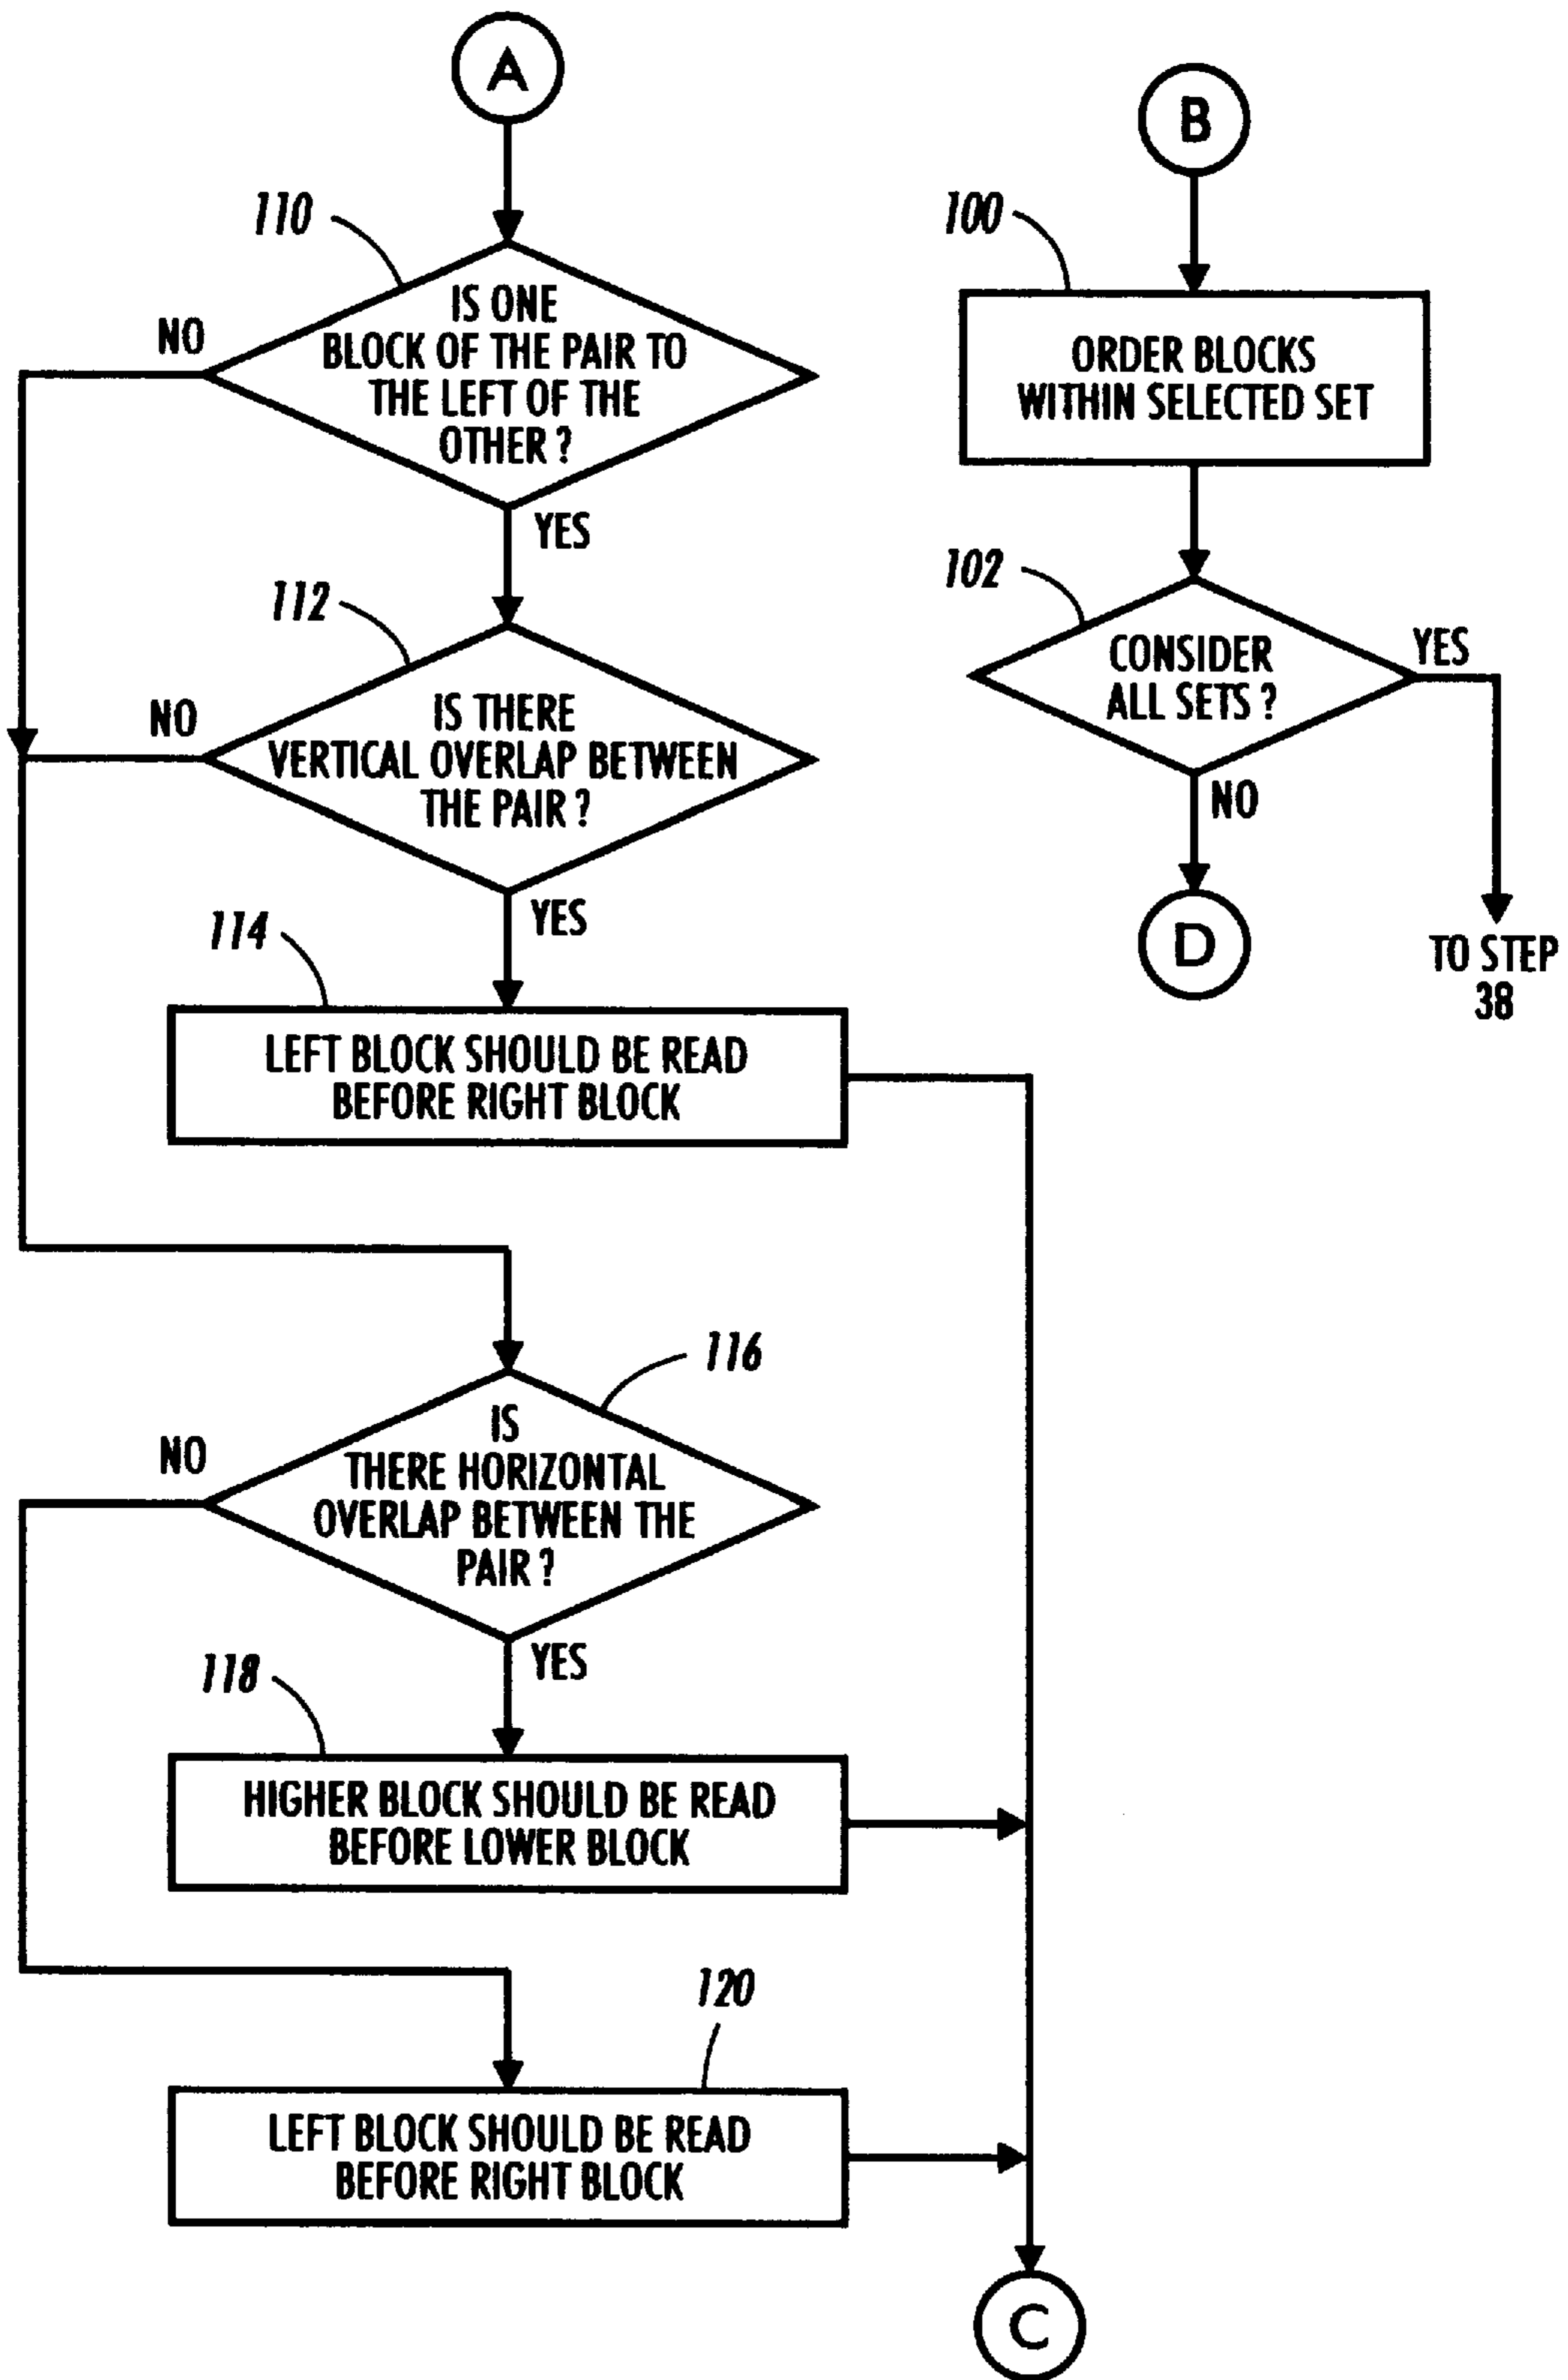 A
110
IS ONE
BLOCK OF THE PAIR TO
THE LEFT OF THE
OTHER ?
NO
YES
112
IS THERE
VERTICAL OVERLAP BETWEEN
THE PAIR ?
NO
YES
114
LEFT BLOCK SHOULD BE READ
BEFORE RIGHT BLOCK
116
IS
THERE HORIZONTAL
OVERLAP BETWEEN THE
PAIR ?
NO
YES
118
HIGHER BLOCK SHOULD BE READ
BEFORE LOWER BLOCK
120
LEFT BLOCK SHOULD BE READ
BEFORE RIGHT BLOCK
C
B
100
ORDER BLOCKS
WITHIN SELECTED SET
102
CONSIDER
ALL SETS ?
YES
NO
D
TO STEP
38